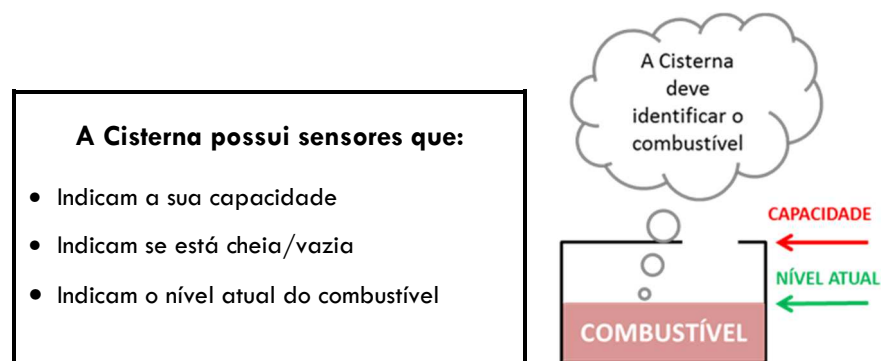 A Cisterna possui sensores que:
• Indicam a sua capacidade
• Indicam se está cheia/vazia
• Indicam o nível atual do combustível
A Cisterna
deve
identificar o
combustível
CAPACIDADE
NÍVEL ATUAL
COMBUSTÍVEL